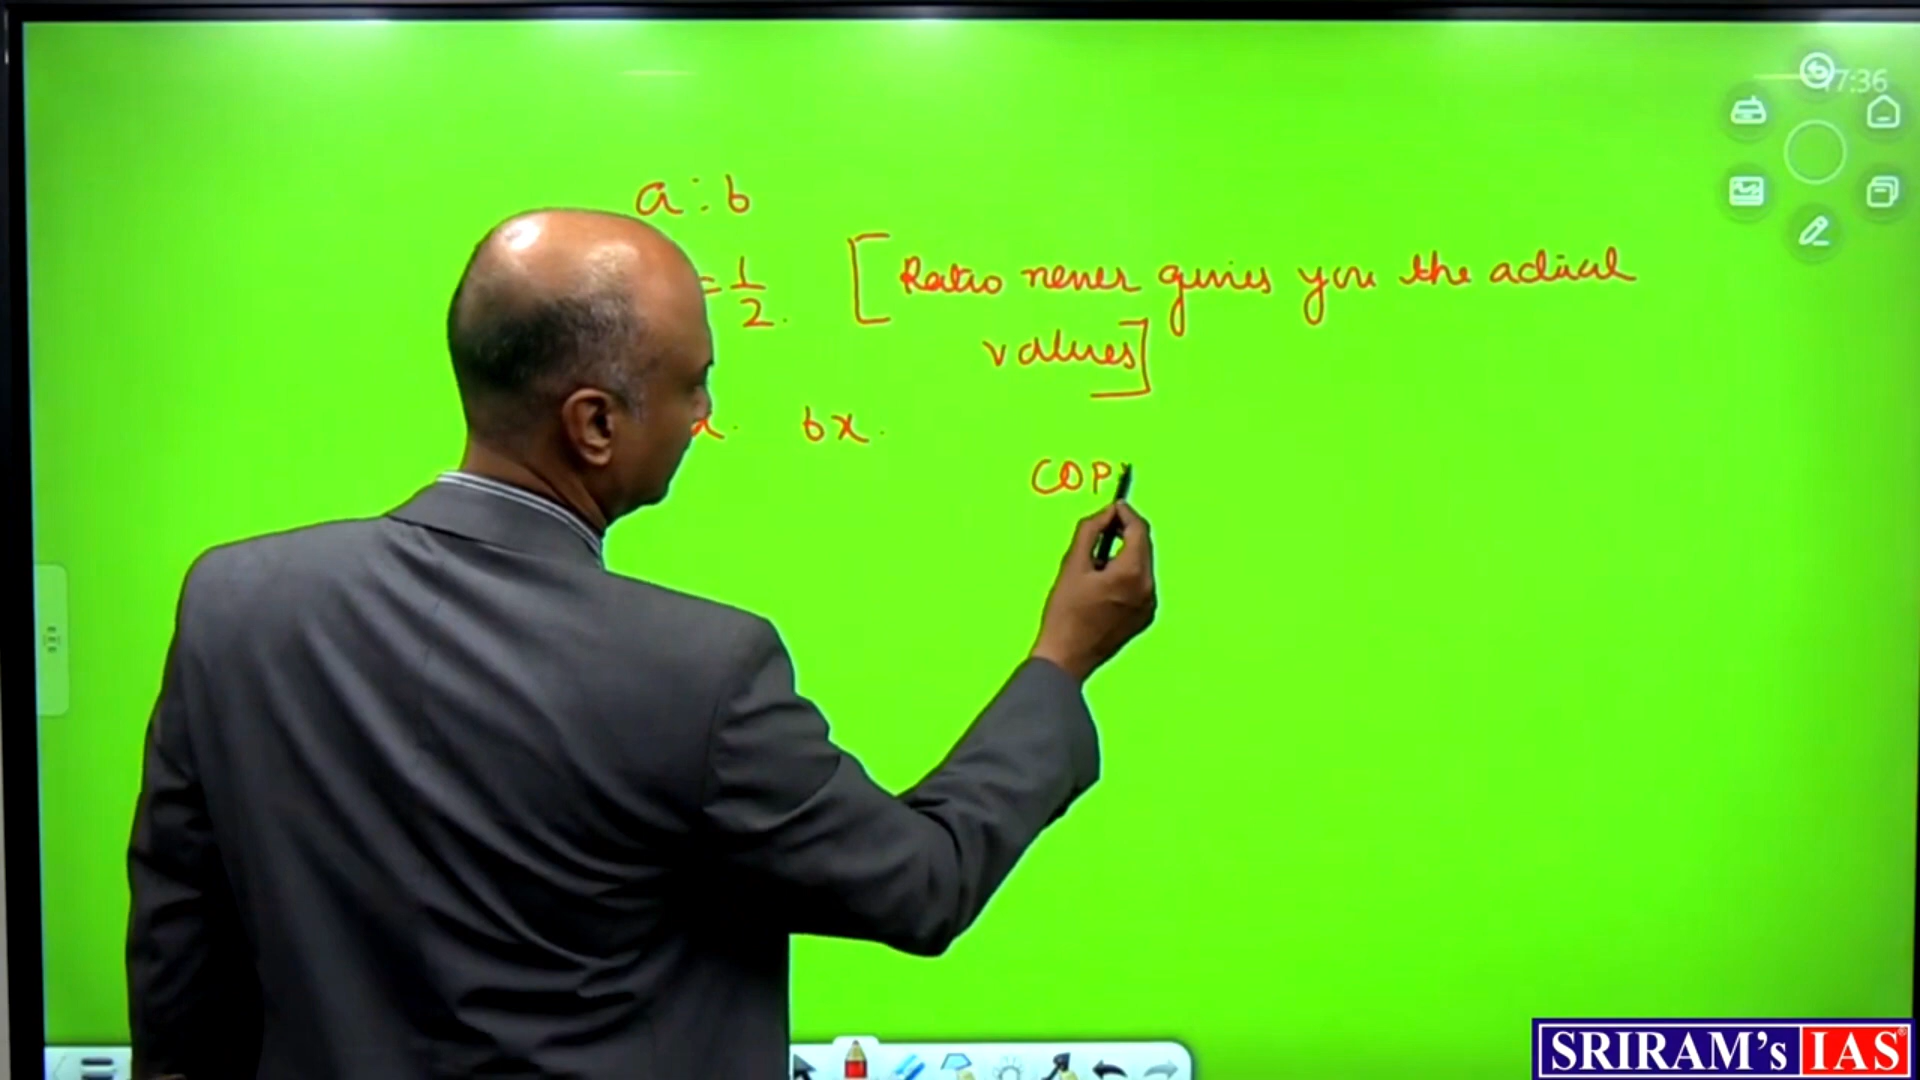 a : b
= 1/2.
[Ratio never gives you the actual
values]
x. bx.
COP
SRIRAM's IAS